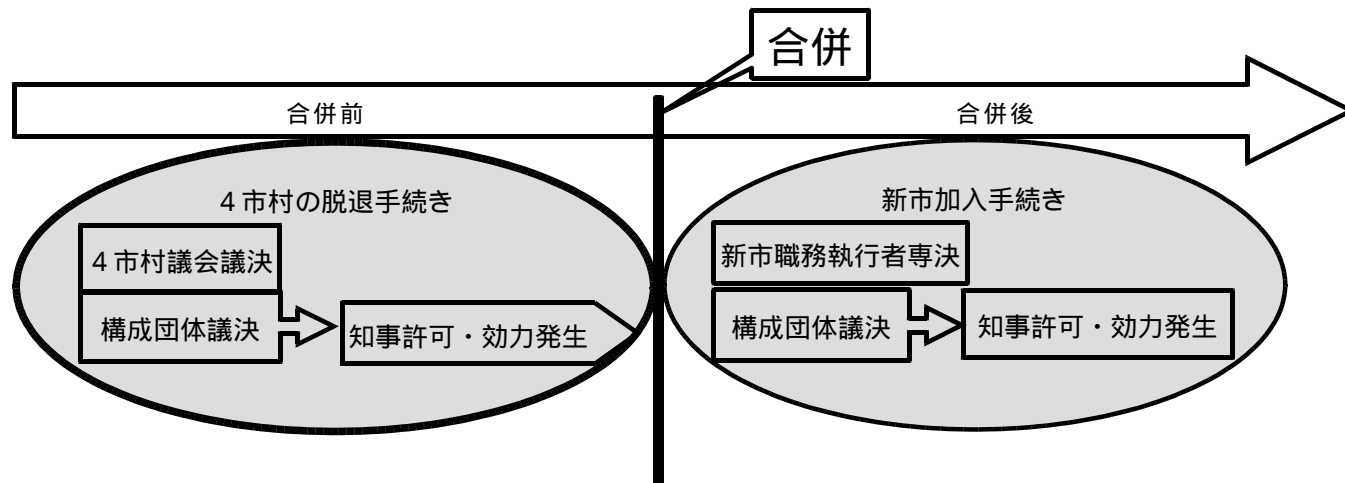 合併
合併前
合併後
４市村の脱退手続き
４市村議会議決
構成団体議決
知事許可・効力発生
新市加入手続き
新市職務執行者専決
構成団体議決
知事許可・効力発生